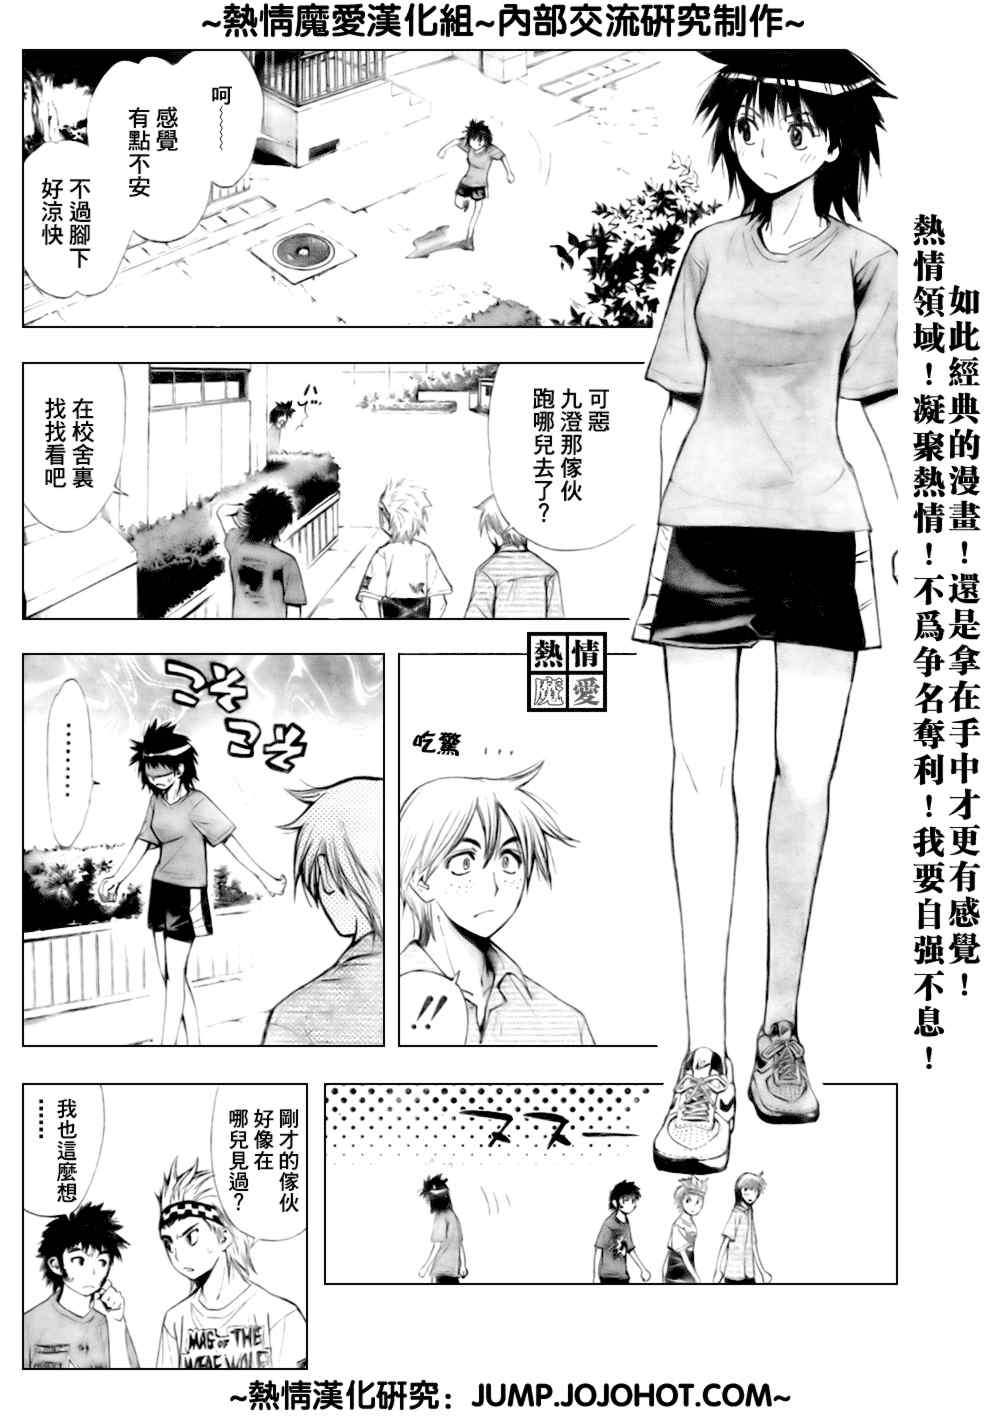 ~熱情魔愛漢化組~內部交流研究制作~
呵~~~~~~
感覺
有點不安
不過腳下
好涼快
如此經典的漫畫！還是拿在手中才更有感覺！
熱情領域！凝聚熱情！不爲争名奪利！我要自强不息！
可惡
九澄那傢伙
跑哪兒去了?
ハァ…
在校舍裏
找找看吧
熱情
魔愛
吃驚
…
!!
こそ
こそ
………
ヌヌー
剛才的傢伙
好像在
哪兒見過?
我也這麼想
……
MAG OF THE
WEREWOLF
~熱情漢化研究：JUMP.JOJOHOT.COM~